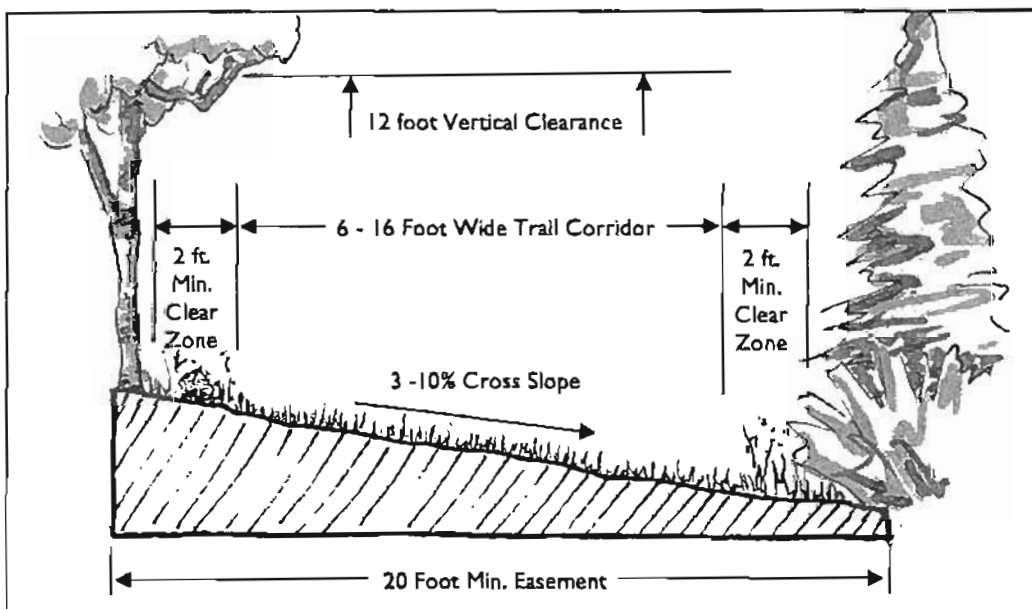 12 foot Vertical Clearance
6 - 16 Foot Wide Trail Corridor
2 ft.
Min.
Clear
Zone
2 ft.
Min.
Clear
Zone
3 -10% Cross Slope
20 Foot Min. Easement